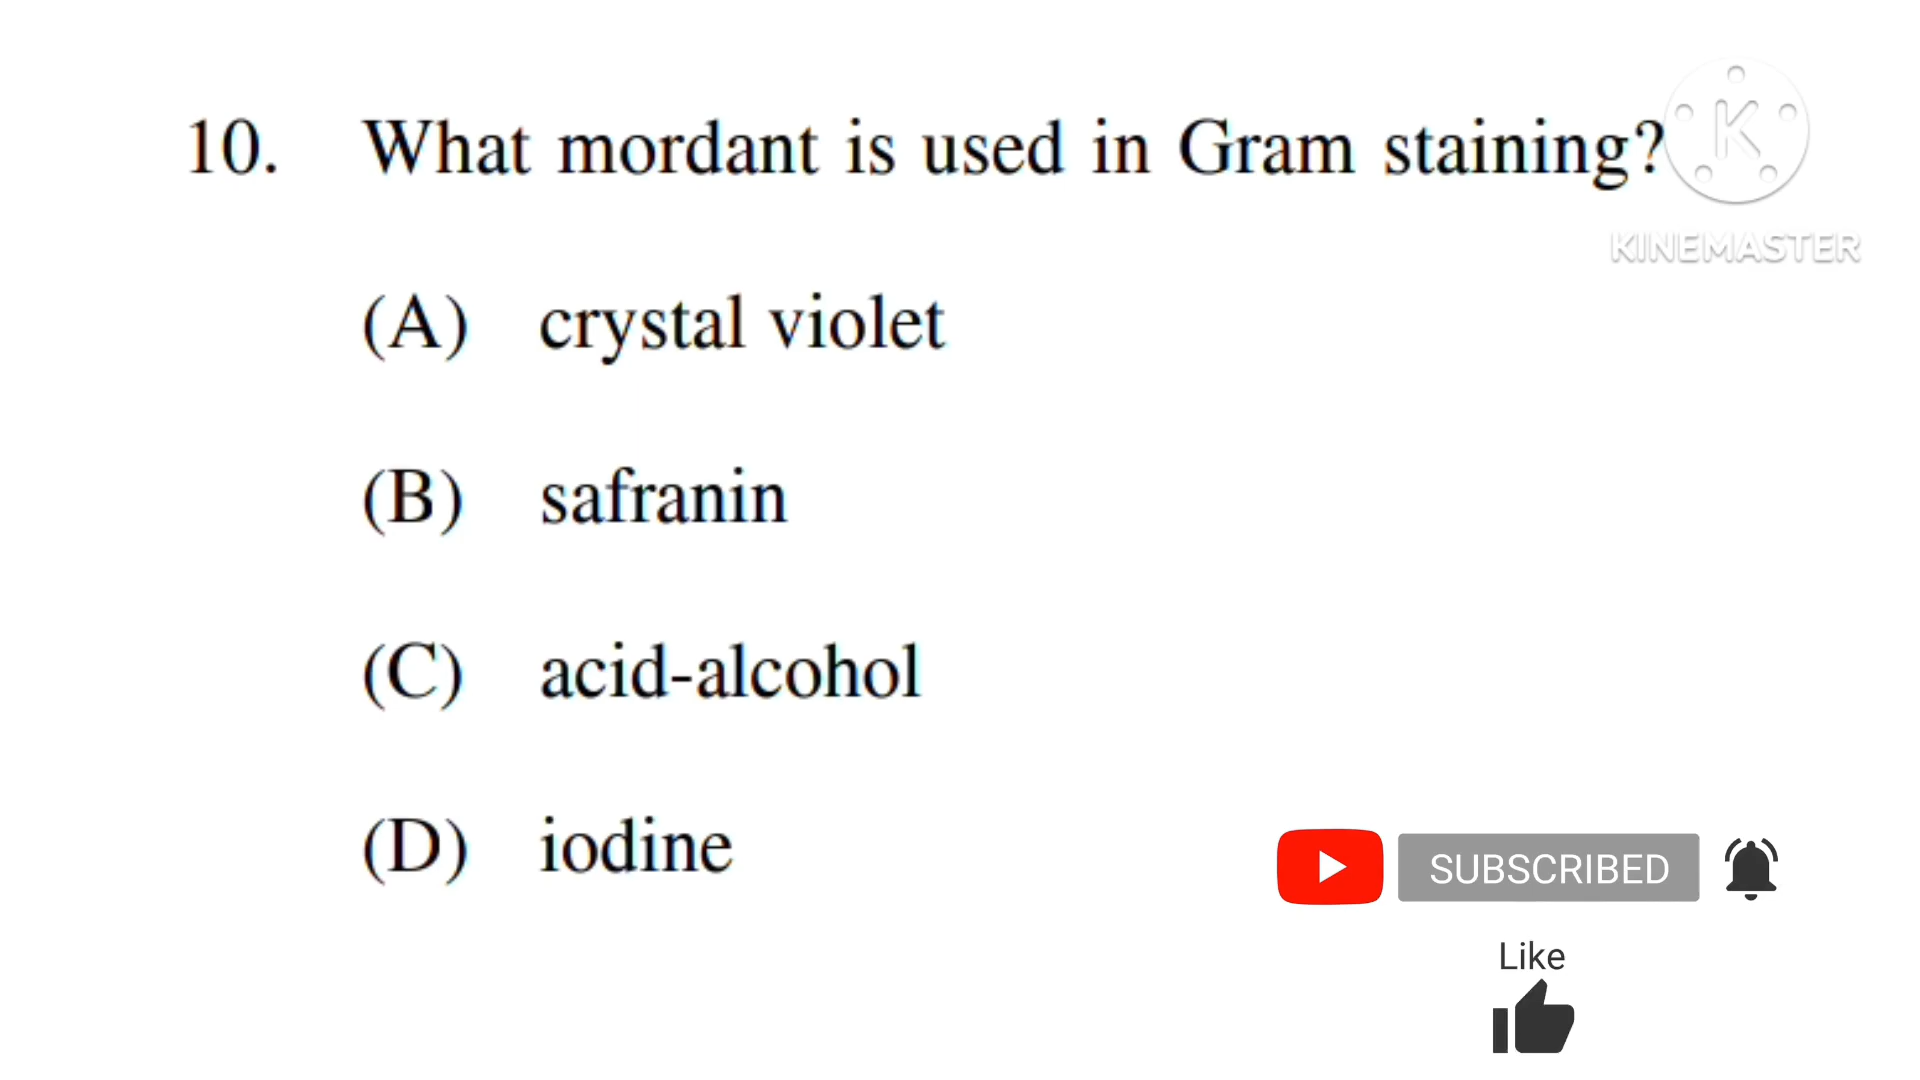 10. What mordant is used in Gram staining?
K
KINEMASTER
(A) crystal violet
(B) safranin
(C) acid-alcohol
(D) iodine
SUBSCRIBED
Like